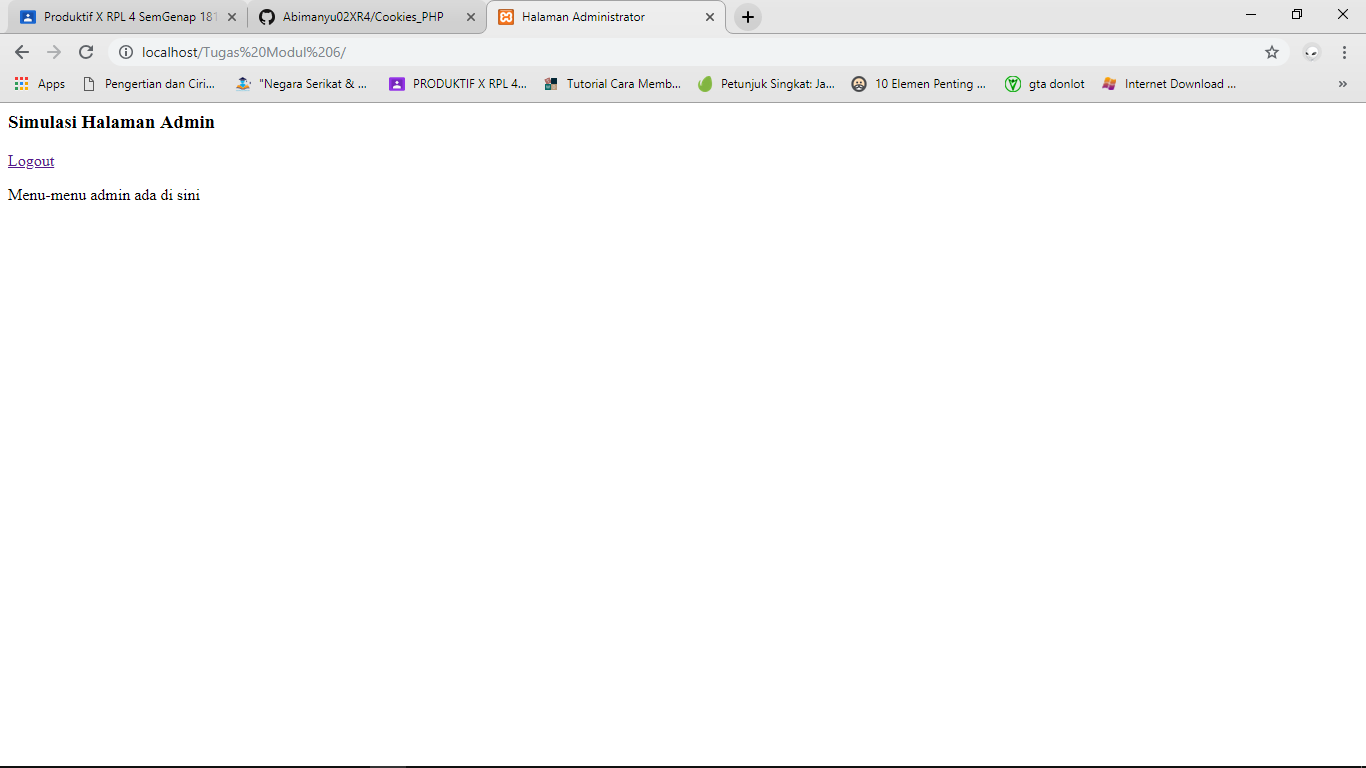 Produktif X RPL 4 SemGenap 181
Abimanyu02XR4/Cookies_PHP
Halaman Administrator
localhost/Tugas%20Modul%206/
Apps Pengertian dan Ciri... "Negara Serikat & ... PRODUKTIF X RPL 4... Tutorial Cara Memb... Petunjuk Singkat: Ja... 10 Elemen Penting ... gta donlot Internet Download ... »
Simulasi Halaman Admin
Logout
Menu-menu admin ada di sini